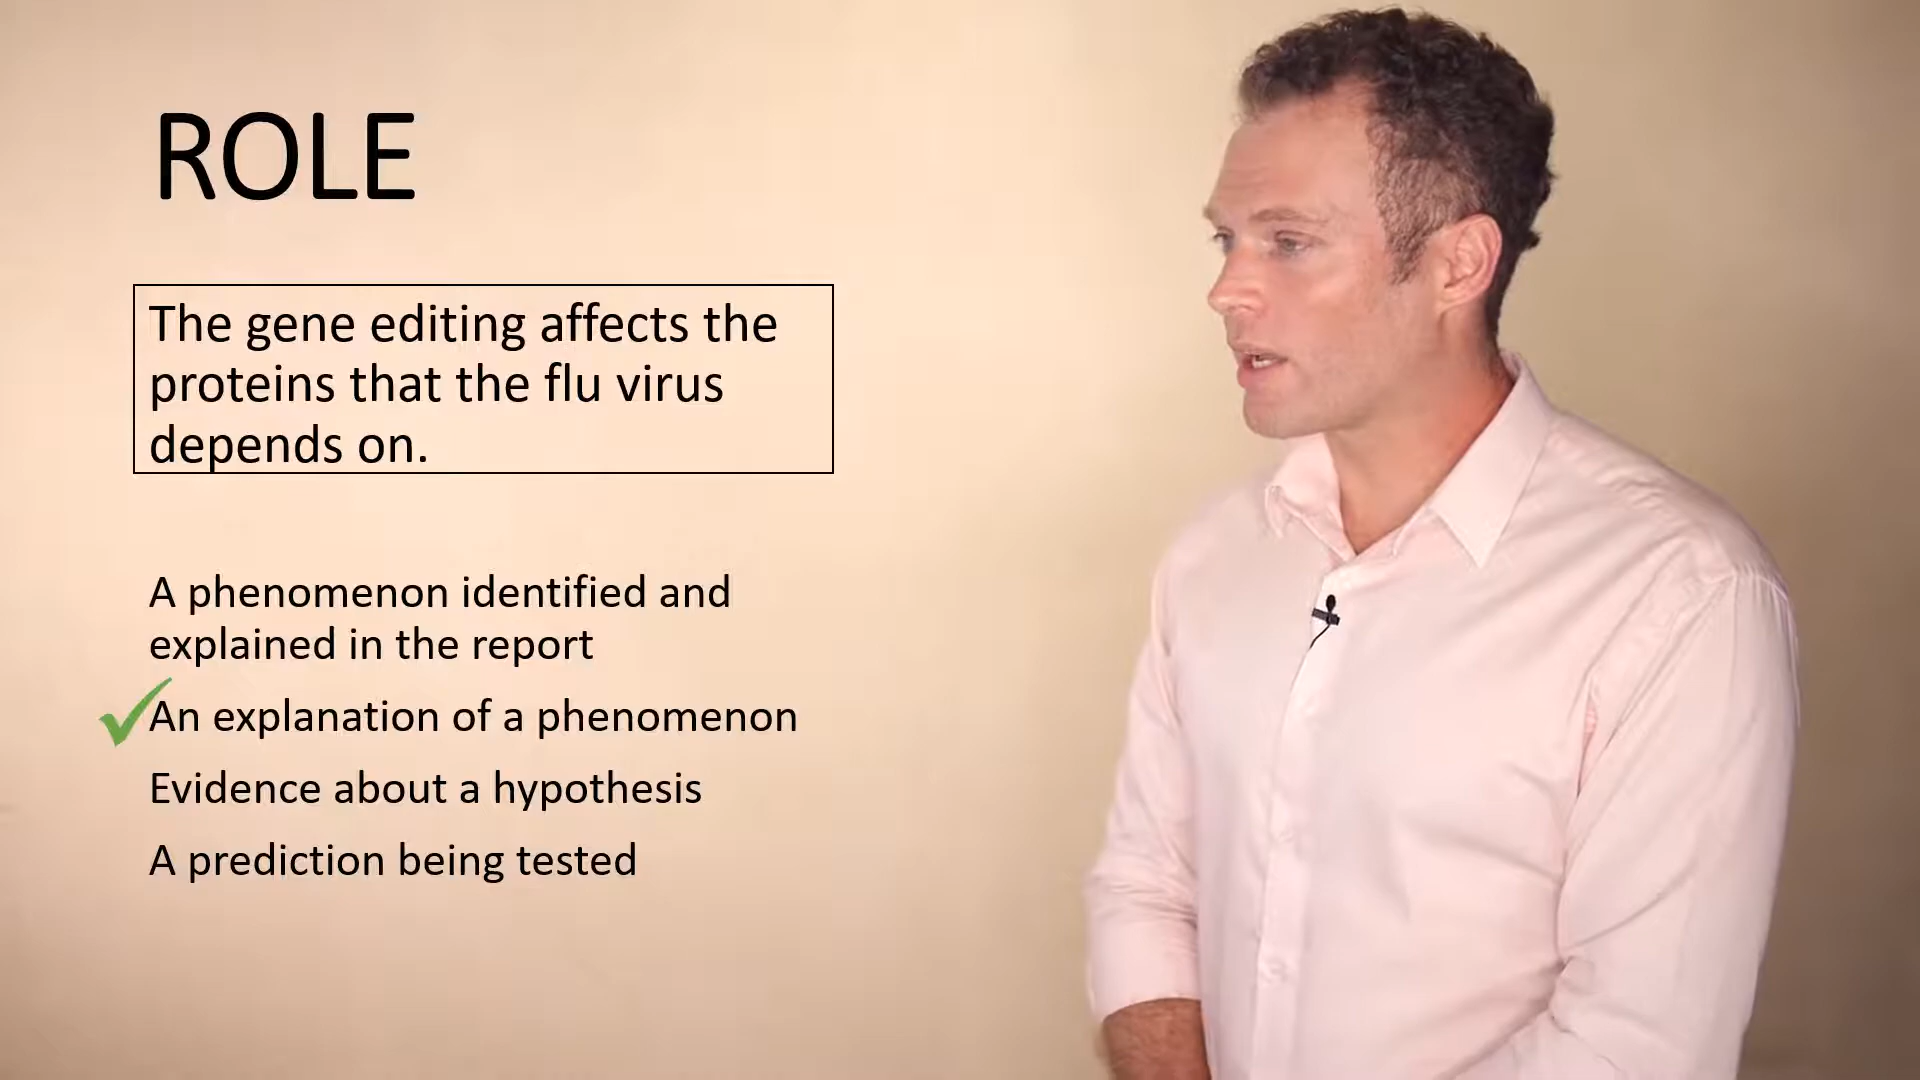 ROLE
The gene editing affects the
proteins that the flu virus
depends on.
A phenomenon identified and
explained in the report
An explanation of a phenomenon
Evidence about a hypothesis
A prediction being tested